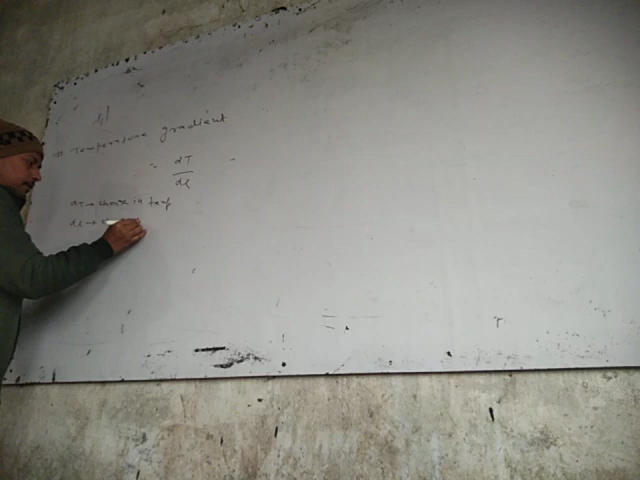 # Temperature gradient
= dT
dl
dT → change in temp
dl →